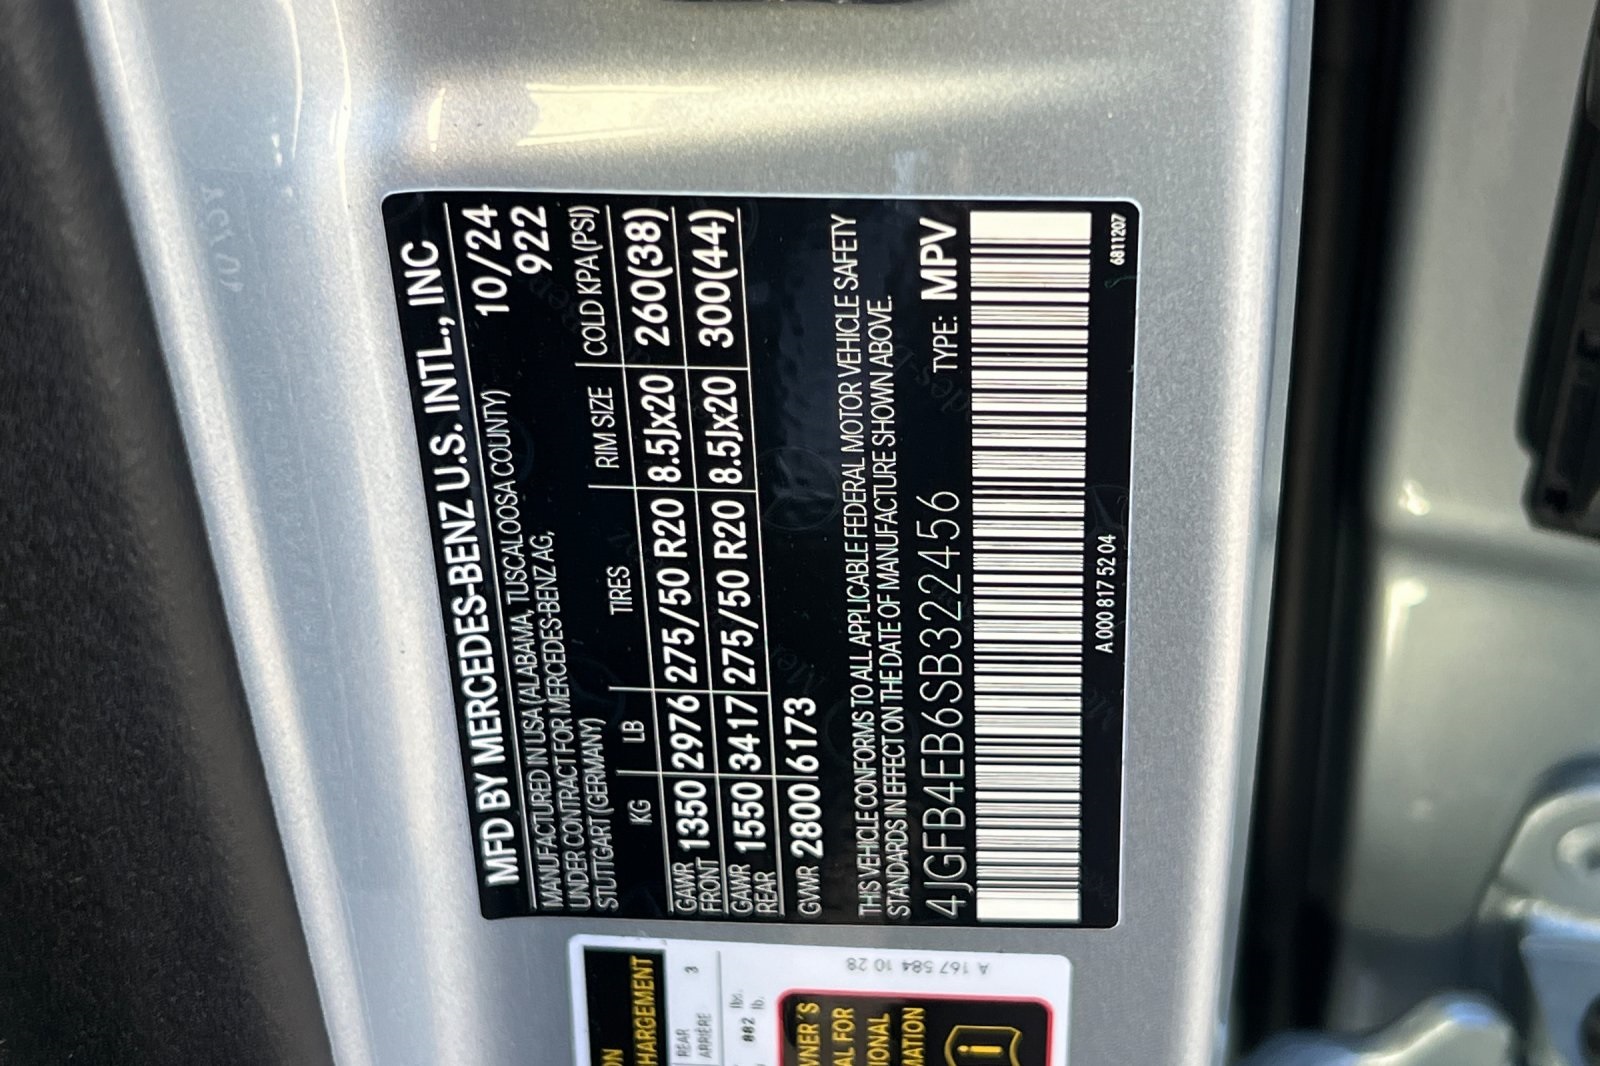 MFD BY MERCEDES-BENZ U.S. INTL., INC
MANUFACTURED IN USA (ALABAMA, TUSCALOOSA COUNTY) 10/24
UNDER CONTRACT FOR MERCEDES-BENZ AG, 922
STUTTGART (GERMANY)
KG LB TIRES RIM SIZE COLD KPA (PSI)
GAWR FRONT 1350 2976 275/50 R20 8.5Jx20 260(38)
GAWR REAR 1550 3417 275/50 R20 8.5Jx20 300(44)
GVWR 2800 6173
THIS VEHICLE CONFORMS TO ALL APPLICABLE FEDERAL MOTOR VEHICLE SAFETY
STANDARDS IN EFFECT ON THE DATE OF MANUFACTURE SHOWN ABOVE.
4JGFB4EB6SB322456 TYPE: MPV
A 000 817 52 04
6811207
HARGEMENT
REAR
ARRIÈRE 3
882 lbs.
lb.
A 167 584 10 28